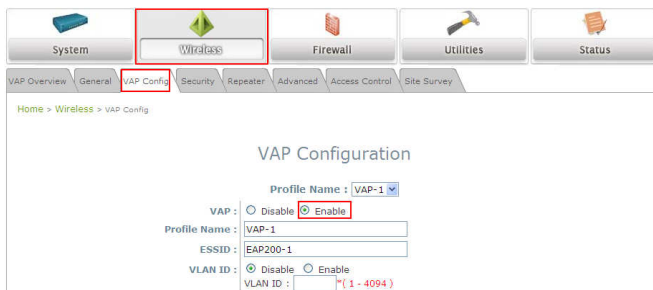 System Wireless Firewall Utilities Status
VAP Overview General VAP Config Security Repeater Advanced Access Control Site Survey
Home > Wireless > VAP Config
VAP Configuration
Profile Name : VAP-1
VAP : Disable Enable
Profile Name : VAP-1
ESSID : EAP200-1
VLAN ID : Disable Enable
VLAN ID : *( 1 - 4094 )